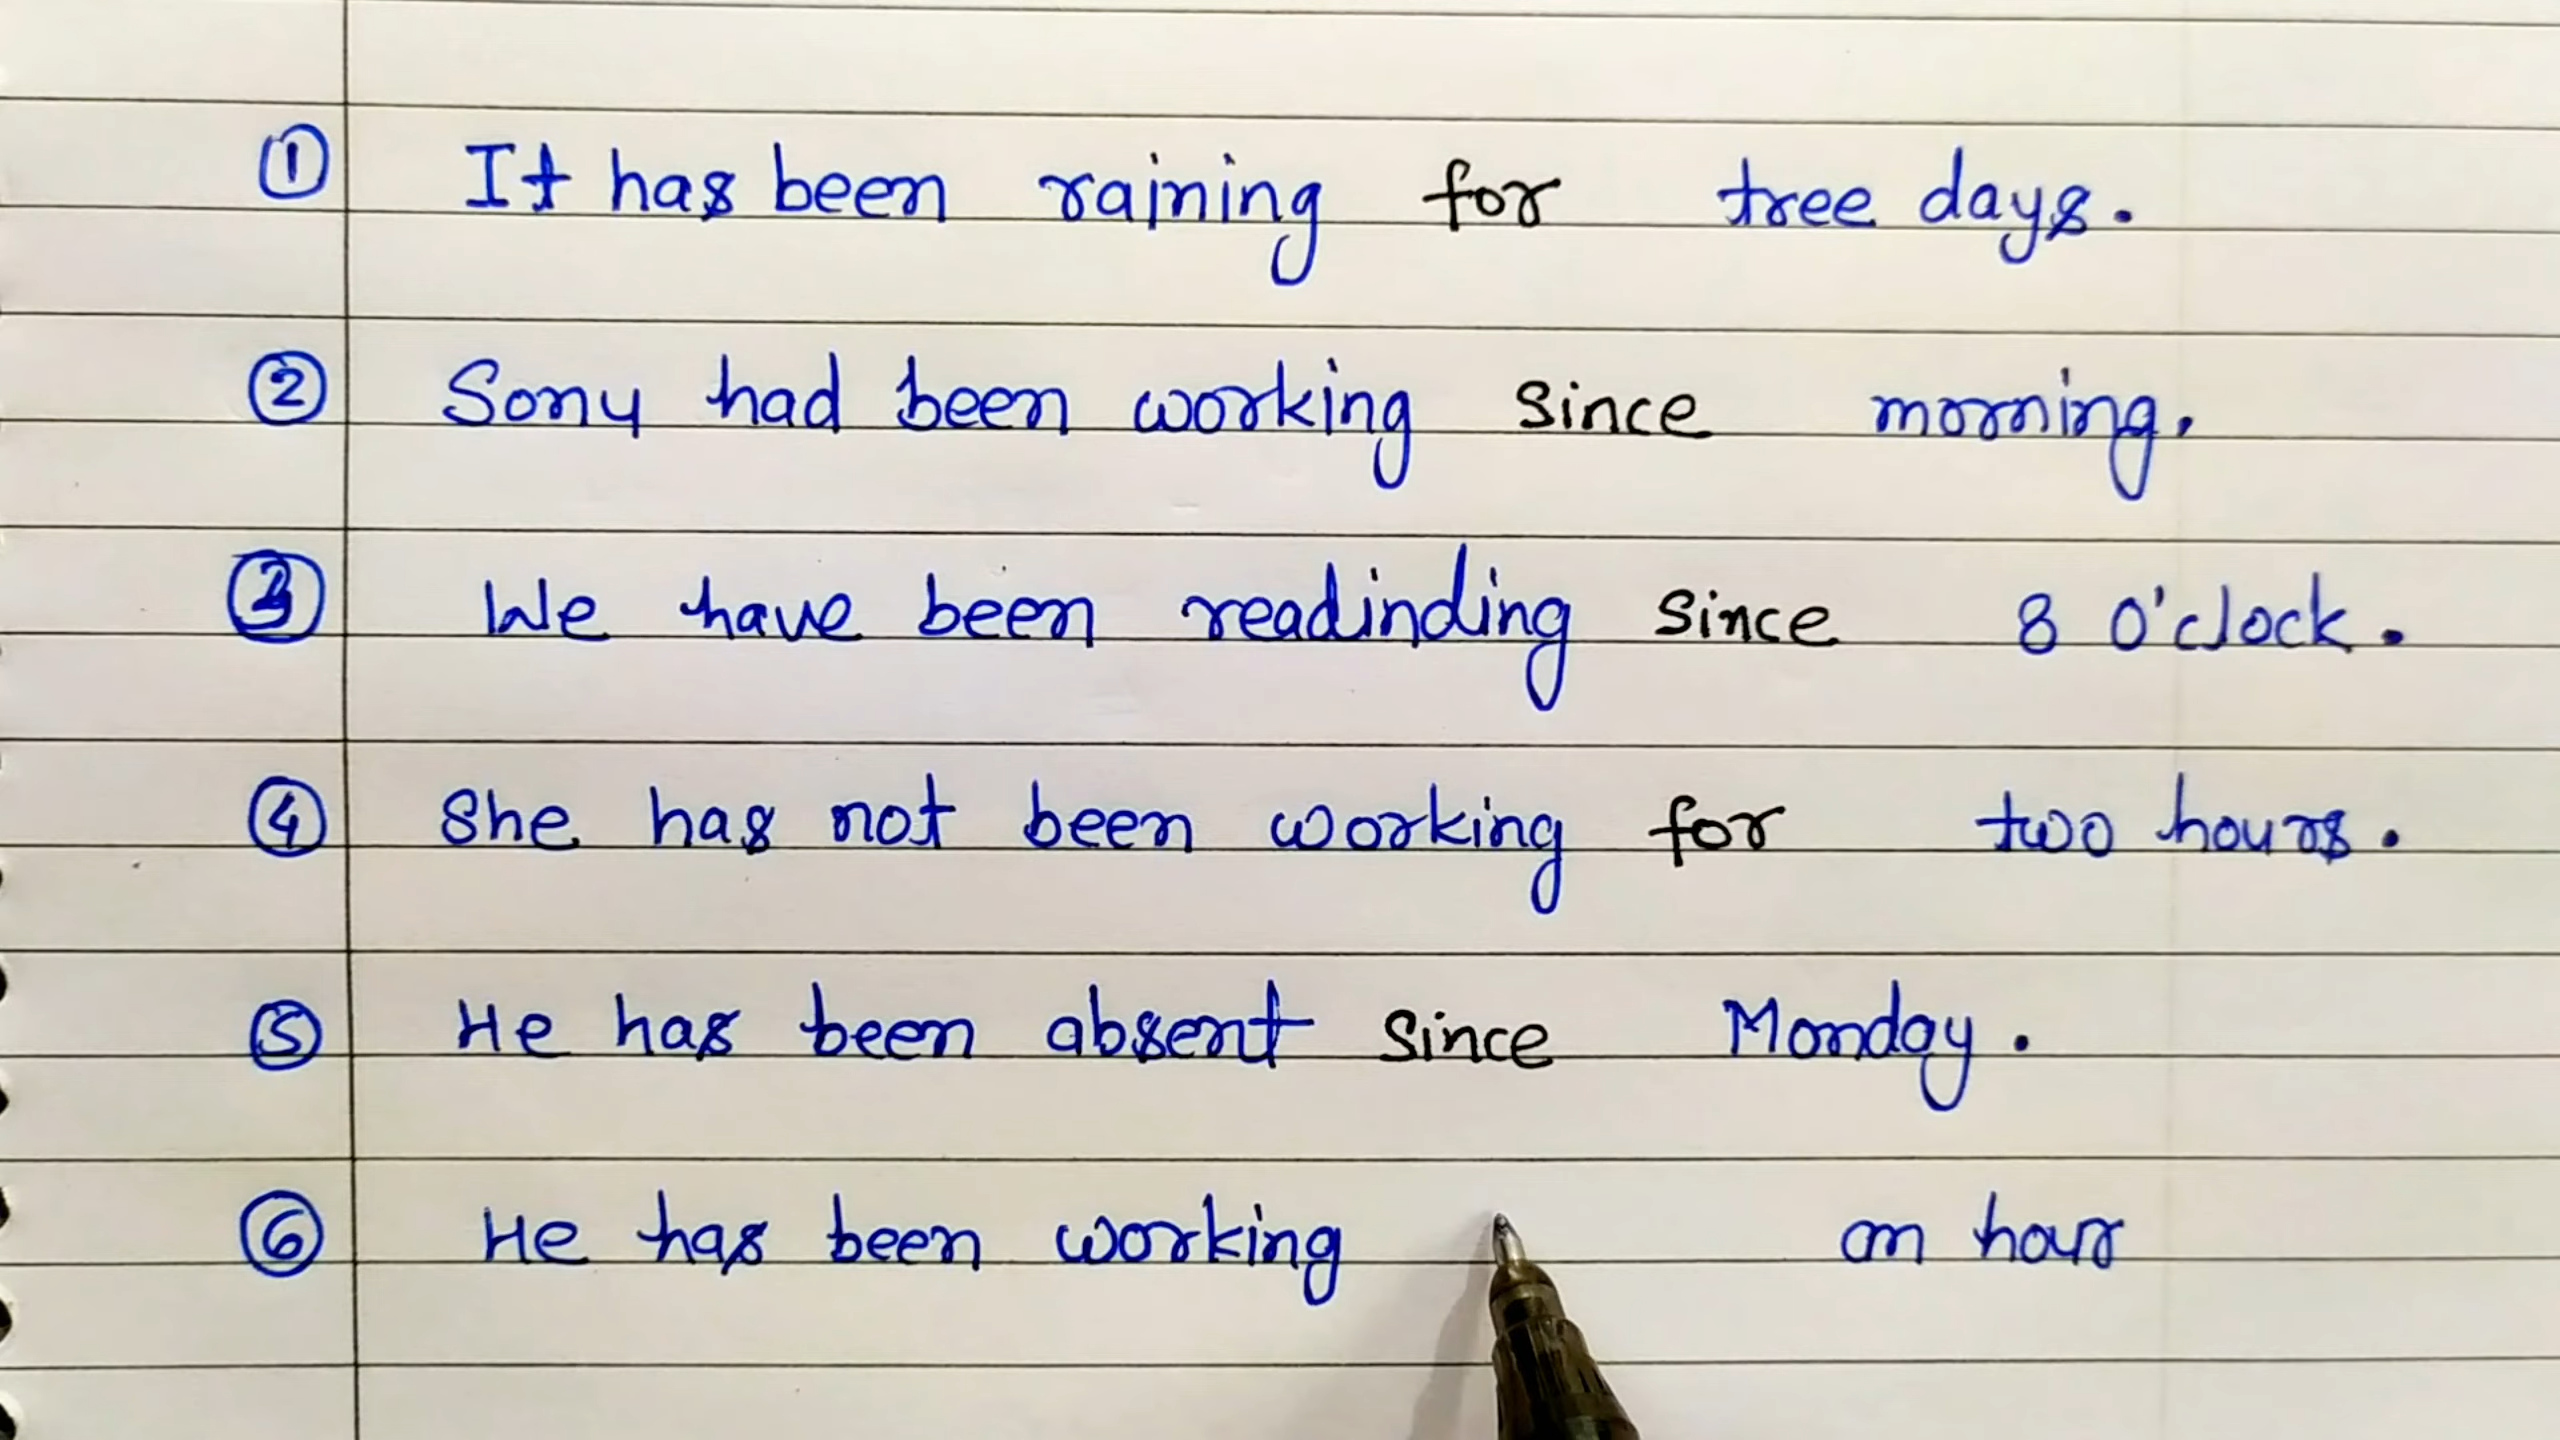 ① It has been raining for tree days.
② Sony had been working since morning.
③ We have been readinding since 8 O'clock.
④ She has not been working for two hours.
⑤ He has been absent since Monday.
⑥ He has been working an hour